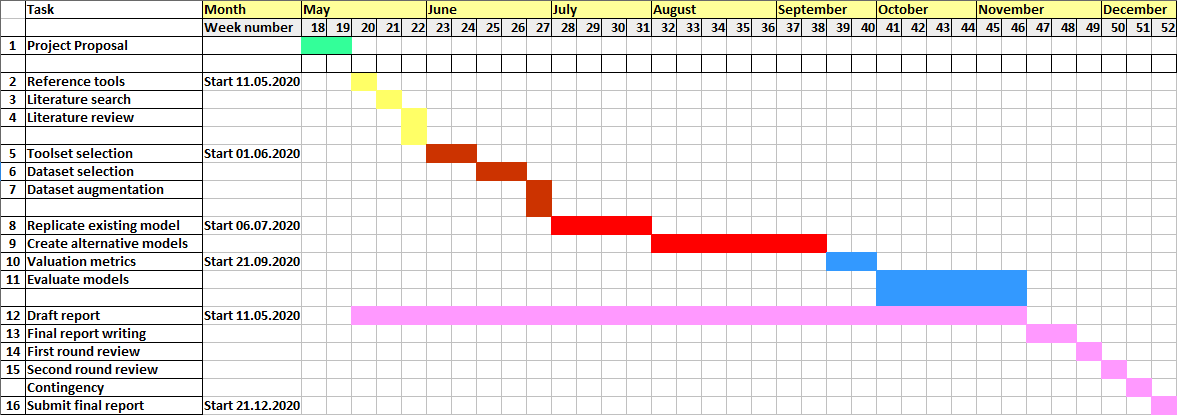 Task Month May June July August September October November December
Week number 18 19 20 21 22 23 24 25 26 27 28 29 30 31 32 33 34 35 36 37 38 39 40 41 42 43 44 45 46 47 48 49 50 51 52
1 Project Proposal
2 Reference tools Start 11.05.2020
3 Literature search
4 Literature review
5 Toolset selection Start 01.06.2020
6 Dataset selection
7 Dataset augmentation
8 Replicate existing model Start 06.07.2020
9 Create alternative models
10 Valuation metrics Start 21.09.2020
11 Evaluate models
12 Draft report Start 11.05.2020
13 Final report writing
14 First round review
15 Second round review
Contingency
16 Submit final report Start 21.12.2020